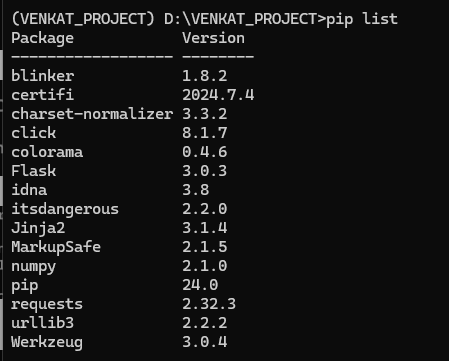 (VENKAT_PROJECT) D:\VENKAT_PROJECT>pip list
Package            Version
------------------ --------
blinker            1.8.2
certifi            2024.7.4
charset-normalizer 3.3.2
click              8.1.7
colorama           0.4.6
Flask              3.0.3
idna               3.8
itsdangerous       2.2.0
Jinja2             3.1.4
MarkupSafe         2.1.5
numpy              2.1.0
pip                24.0
requests           2.32.3
urllib3            2.2.2
Werkzeug           3.0.4